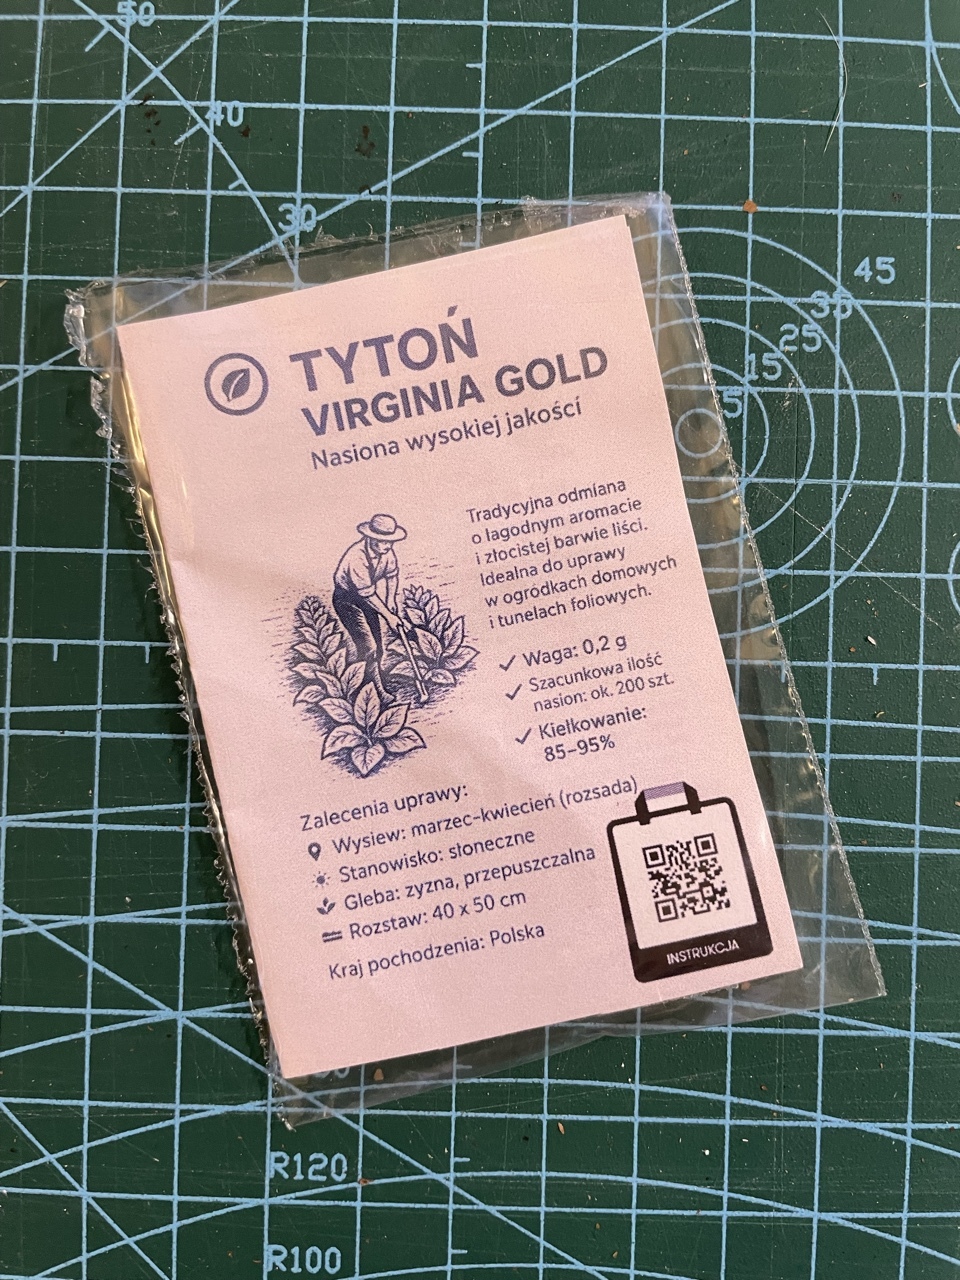 50
40
30
45
35
25
15
5
TYTOŃ
VIRGINIA GOLD
Nasiona wysokiej jakości
Tradycyjna odmiana
o łagodnym aromacie
i złocistej barwie liści.
Idealna do uprawy
w ogródkach domowych
i tunelach foliowych.
Waga: 0,2 g
Szacunkowa ilość
nasion: ok. 200 szt.
Kiełkowanie:
85–95%
Zalecenia uprawy:
Wysiew: marzec–kwiecień (rozsada)
Stanowisko: słoneczne
Gleba: żyzna, przepuszczalna
Rozstaw: 40 x 50 cm
Kraj pochodzenia: Polska
INSTRUKCJA
R120
R100